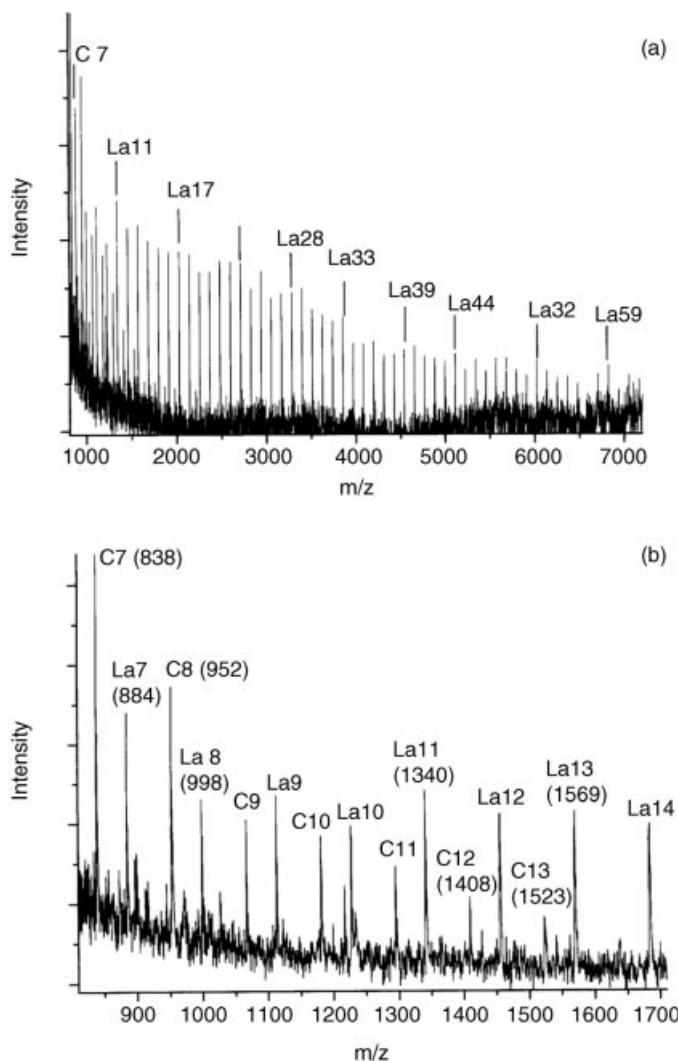 (a)
C 7
La11
La17
La28
La33
La39
La44
La32
La59
Intensity
1000 2000 3000 4000 5000 6000 7000
m/z
(b)
C7 (838)
La7
(884)
C8 (952)
La 8
(998)
C9
La9
C10
La10
La11
(1340)
C11
C12
(1408)
La12
C13
(1523)
La13
(1569)
La14
Intensity
900 1000 1100 1200 1300 1400 1500 1600 1700
m/z